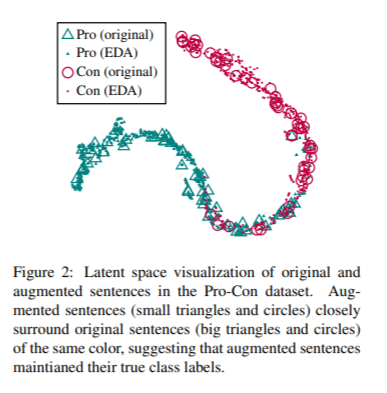 Pro (original)
Pro (EDA)
Con (original)
Con (EDA)
Figure 2: Latent space visualization of original and
augmented sentences in the Pro-Con dataset. Aug-
mented sentences (small triangles and circles) closely
surround original sentences (big triangles and circles)
of the same color, suggesting that augmented sentences
maintianed their true class labels.